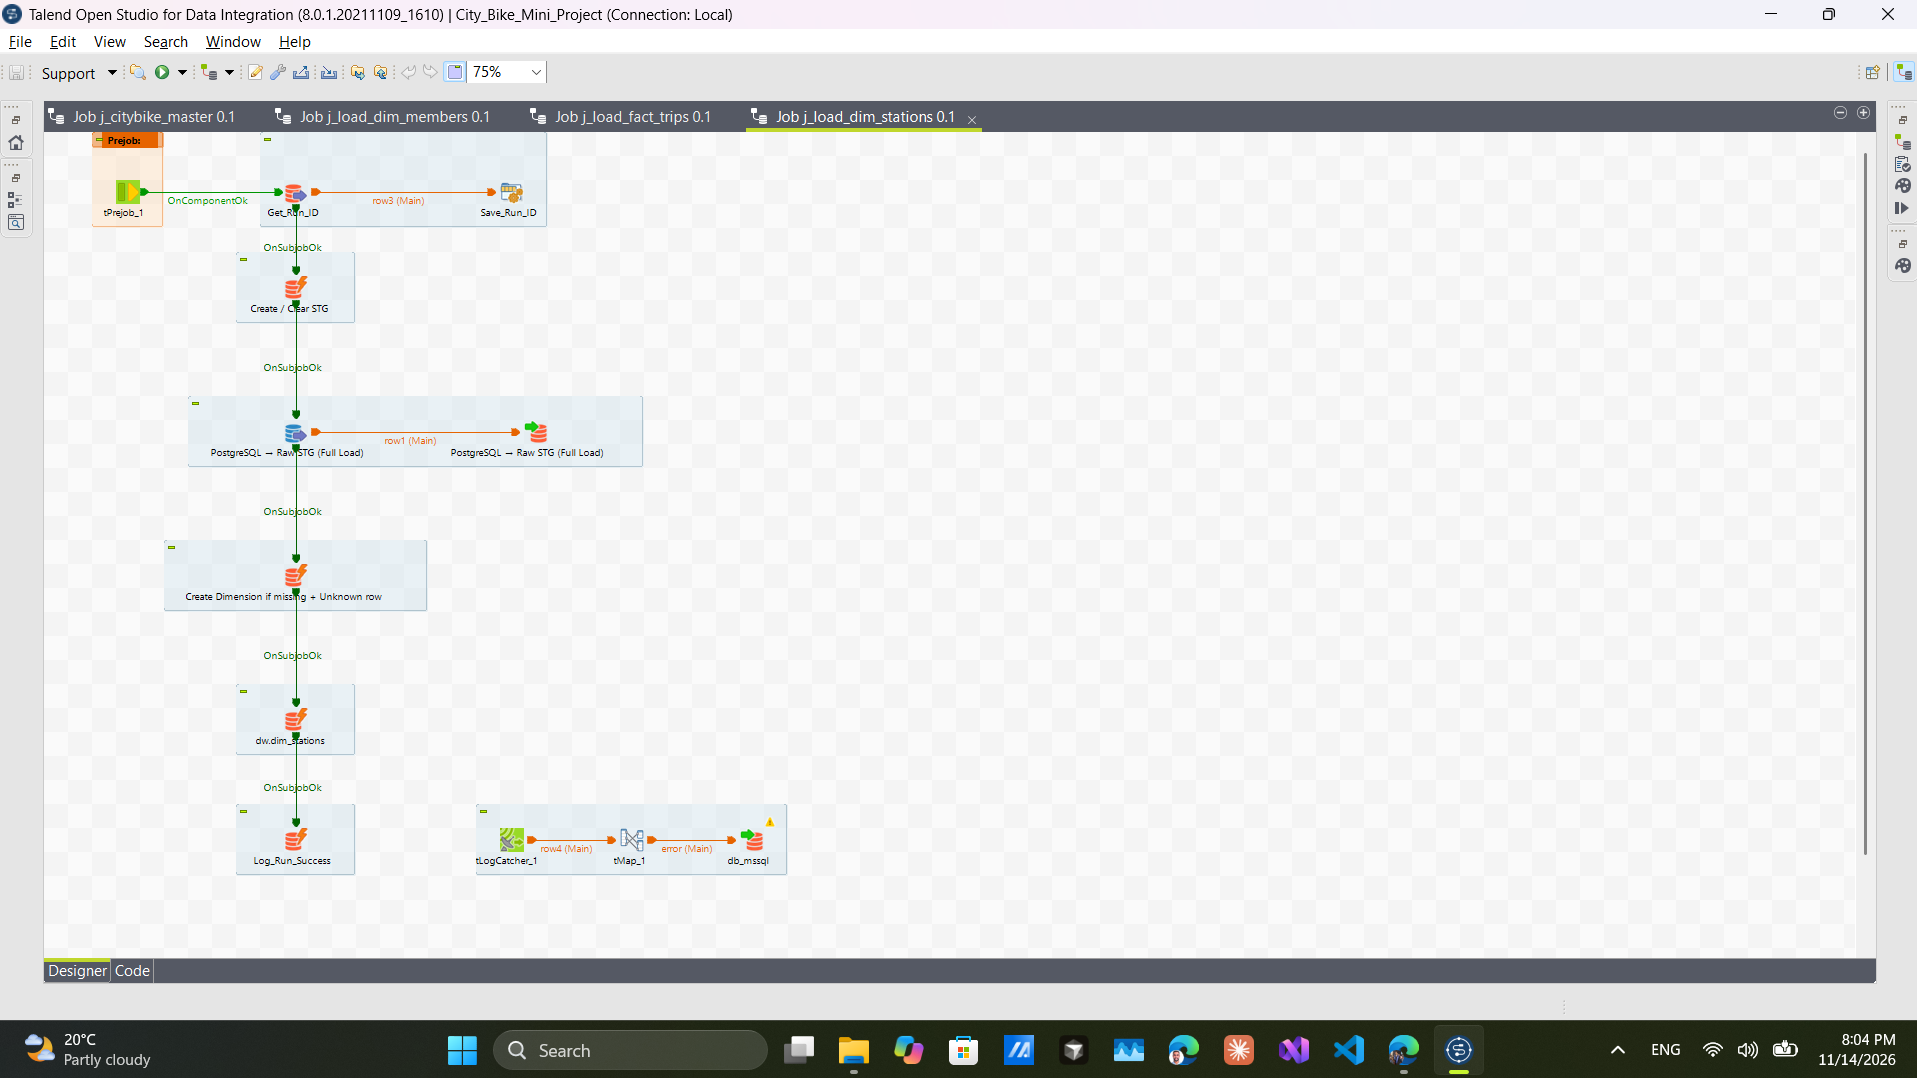 Talend Open Studio for Data Integration (8.0.1.20211109_1610) | City_Bike_Mini_Project (Connection: Local)
File Edit View Search Window Help
Support 75%
Job j_citybike_master 0.1 Job j_load_dim_members 0.1 Job j_load_fact_trips 0.1 Job j_load_dim_stations 0.1
Prejob:
OnComponentOk row3 (Main)
tPrejob_1 Get_Run_ID Save_Run_ID
OnSubjobOk
Create / Clear STG
OnSubjobOk
row1 (Main)
PostgreSQL → Raw STG (Full Load) PostgreSQL → Raw STG (Full Load)
OnSubjobOk
Create Dimension if missing + Unknown row
OnSubjobOk
dw.dim_stations
OnSubjobOk
row4 (Main) error (Main)
Log_Run_Success tLogCatcher_1 tMap_1 db_mssql
Designer Code
20°C
Partly cloudy
Search
ENG
8:04 PM
11/14/2026